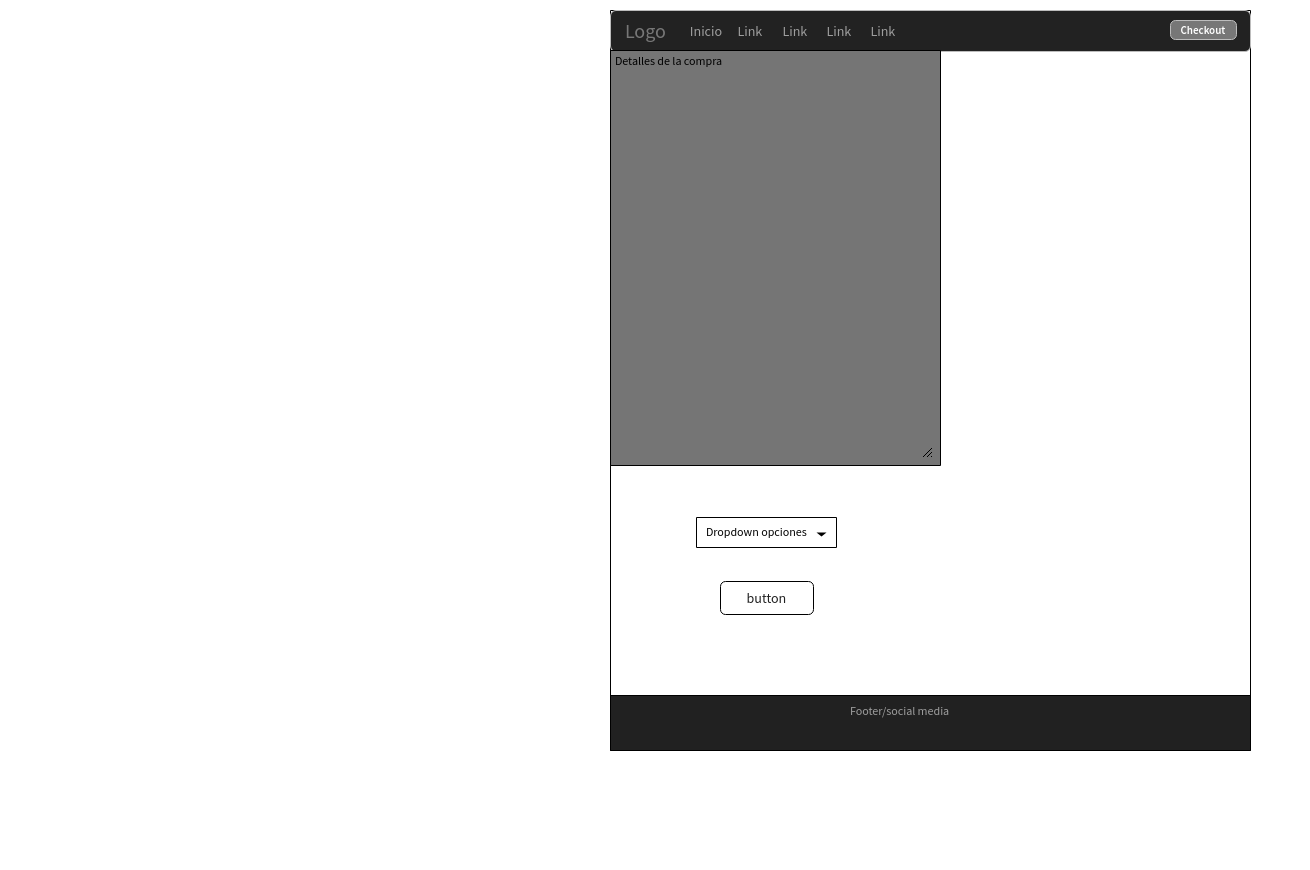 Logo Inicio Link Link Link Link Checkout
Detalles de la compra
Dropdown opciones
button
Footer/social media